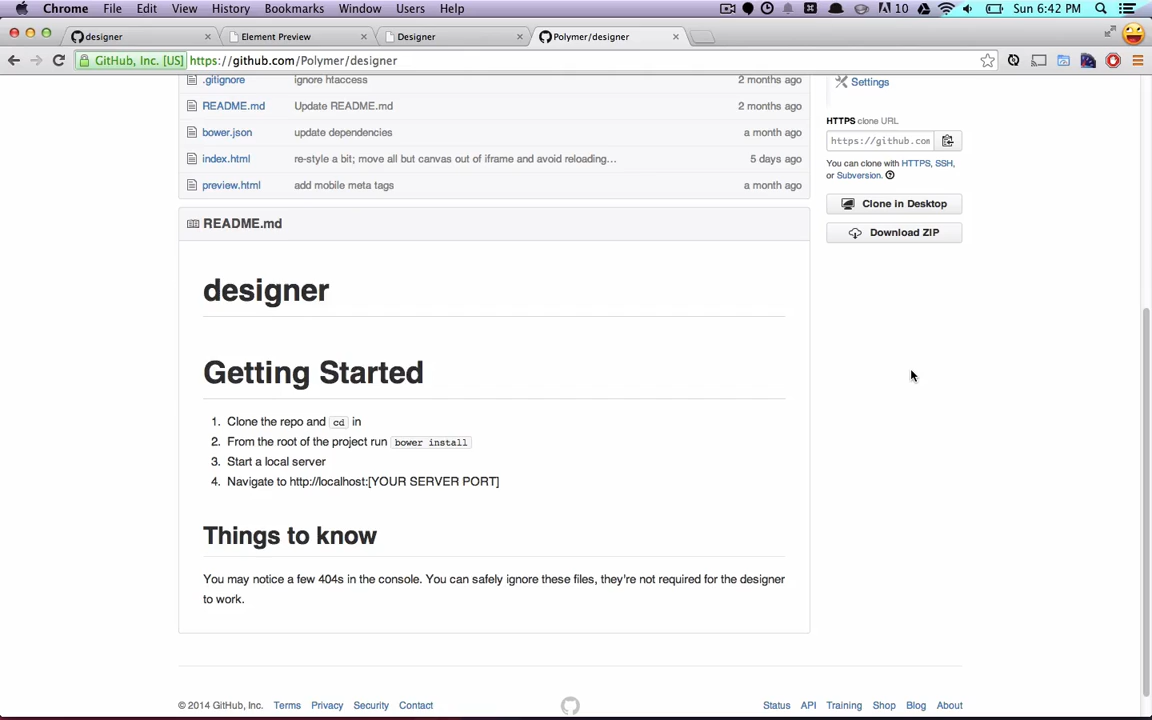 Chrome File Edit View History Bookmarks Window Users Help 10 Sun 6:42 PM
designer Element Preview Designer Polymer/designer
GitHub, Inc. [US] https://github.com/Polymer/designer
.gitignore ignore htaccess 2 months ago
README.md Update README.md 2 months ago
bower.json update dependencies a month ago
index.html re-style a bit; move all but canvas out of iframe and avoid reloading… 5 days ago
preview.html add mobile meta tags a month ago
Settings
HTTPS clone URL
https://github.com
You can clone with HTTPS, SSH,
or Subversion.
Clone in Desktop
Download ZIP
README.md
designer
Getting Started
1. Clone the repo and cd in
2. From the root of the project run bower install
3. Start a local server
4. Navigate to http://localhost:[YOUR SERVER PORT]
Things to know
You may notice a few 404s in the console. You can safely ignore these files, they're not required for the designer
to work.
© 2014 GitHub, Inc. Terms Privacy Security Contact Status API Training Shop Blog About